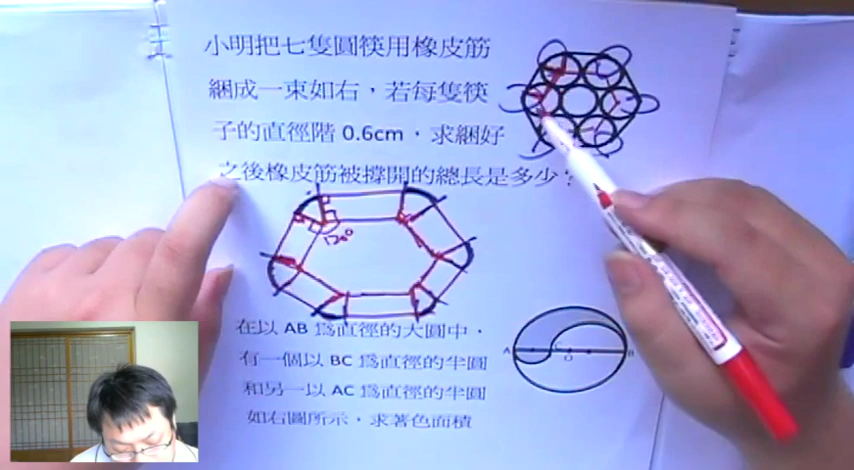 小明把七隻圓筷用橡皮筋
綑成一束如右，若每隻筷
子的直徑階 0.6cm，求綑好
之後橡皮筋被撐開的總長是多少？
120°
在以 AB 為直徑的大圓中，
有一個以 BC 為直徑的半圓
和另一以 AC 為直徑的半圓
如右圖所示，求著色面積
A C O B